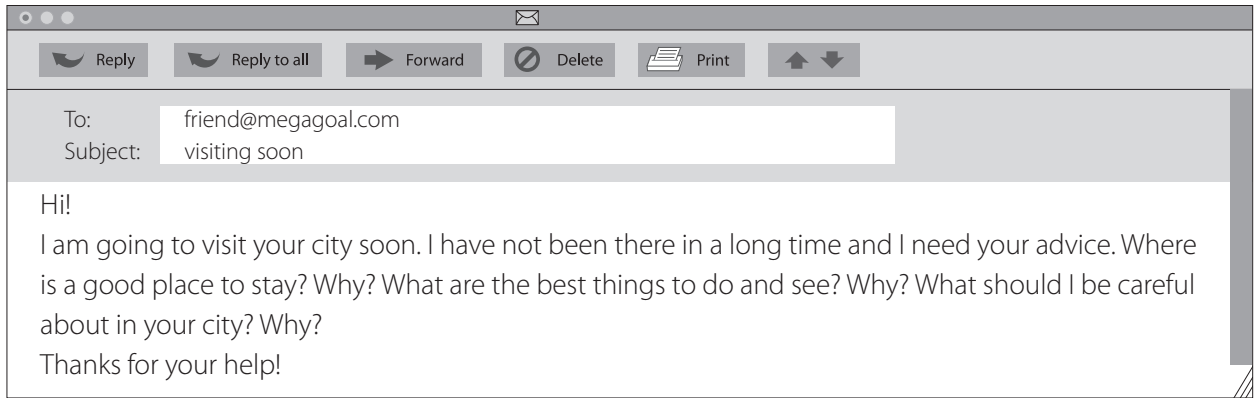 Reply Reply to all Forward Delete Print
To: friend@megagoal.com
Subject: visiting soon
Hi!
I am going to visit your city soon. I have not been there in a long time and I need your advice. Where
is a good place to stay? Why? What are the best things to do and see? Why? What should I be careful
about in your city? Why?
Thanks for your help!